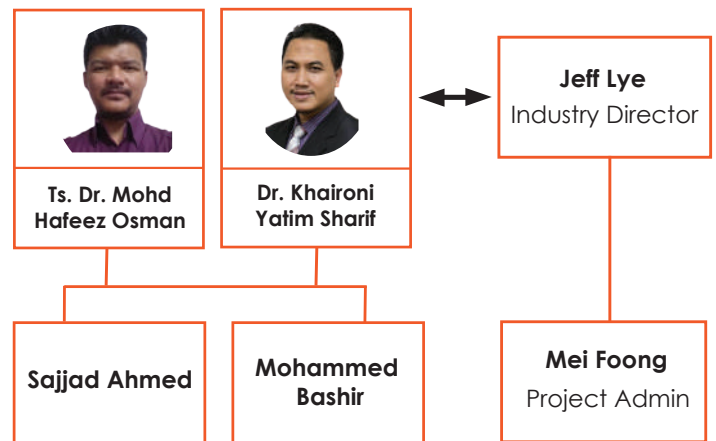 Ts. Dr. Mohd
Hafeez Osman
Dr. Khaironi
Yatim Sharif
Jeff Lye
Industry Director
Sajjad Ahmed
Mohammed
Bashir
Mei Foong
Project Admin